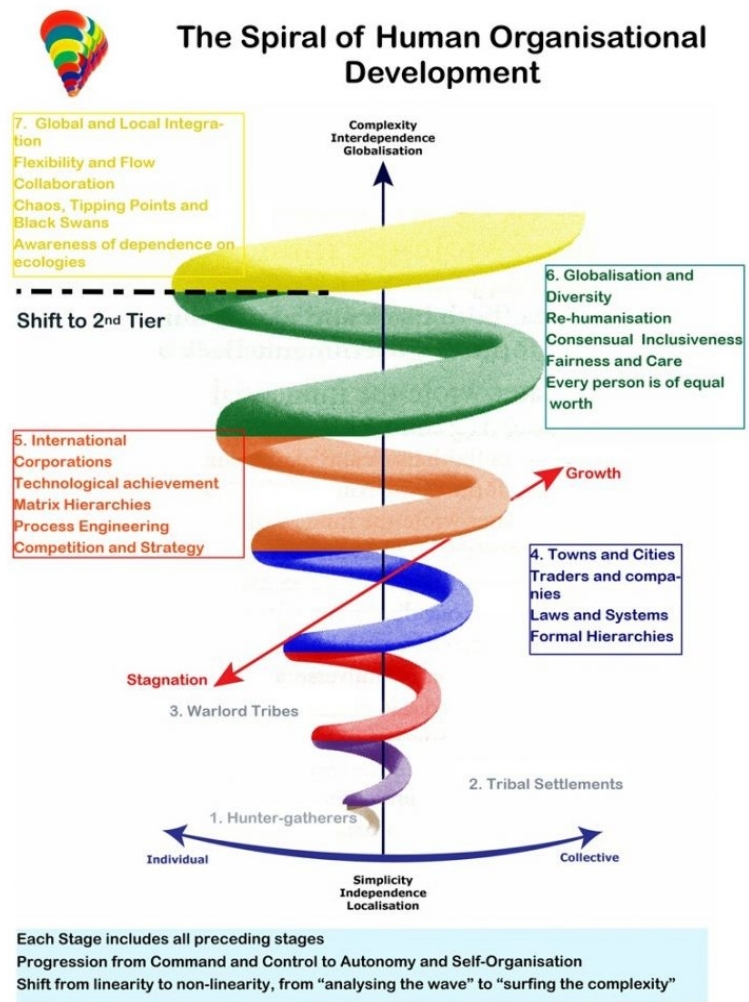 The Spiral of Human Organisational
Development
7. Global and Local Integra-
tion
Flexibility and Flow
Collaboration
Chaos, Tipping Points and
Black Swans
Awareness of dependence on
ecologies
Complexity
Interdependence
Globalisation
Shift to 2nd Tier
6. Globalisation and
Diversity
Re-humanisation
Consensual Inclusiveness
Fairness and Care
Every person is of equal
worth
5. International
Corporations
Technological achievement
Matrix Hierarchies
Process Engineering
Competition and Strategy
Growth
4. Towns and Cities
Traders and compa-
nies
Laws and Systems
Formal Hierarchies
Stagnation
3. Warlord Tribes
2. Tribal Settlements
1. Hunter-gatherers
Individual
Collective
Simplicity
Independence
Localisation
Each Stage includes all preceding stages
Progression from Command and Control to Autonomy and Self-Organisation
Shift from linearity to non-linearity, from “analysing the wave” to “surfing the complexity”